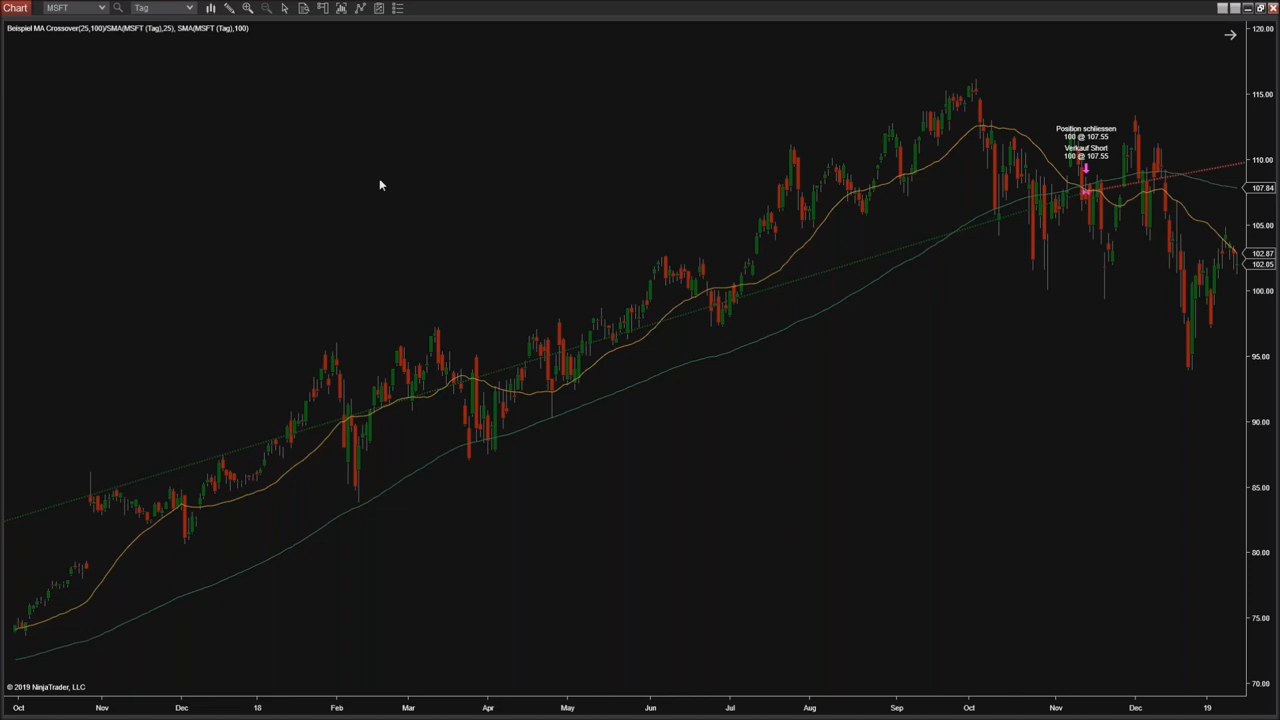 Chart MSFT Tag
Beispiel MA Crossover(25,100)/SMA(MSFT (Tag),25), SMA(MSFT (Tag),100)
120.00
115.00
Position schliessen
100 @ 107.55
Verkauf Short
100 @ 107.55
110.00
107.84
105.00
102.87
102.05
100.00
95.00
90.00
85.00
80.00
75.00
70.00
© 2019 NinjaTrader, LLC
Oct Nov Dec 18 Feb Mar Apr May Jun Jul Aug Sep Oct Nov Dec 19